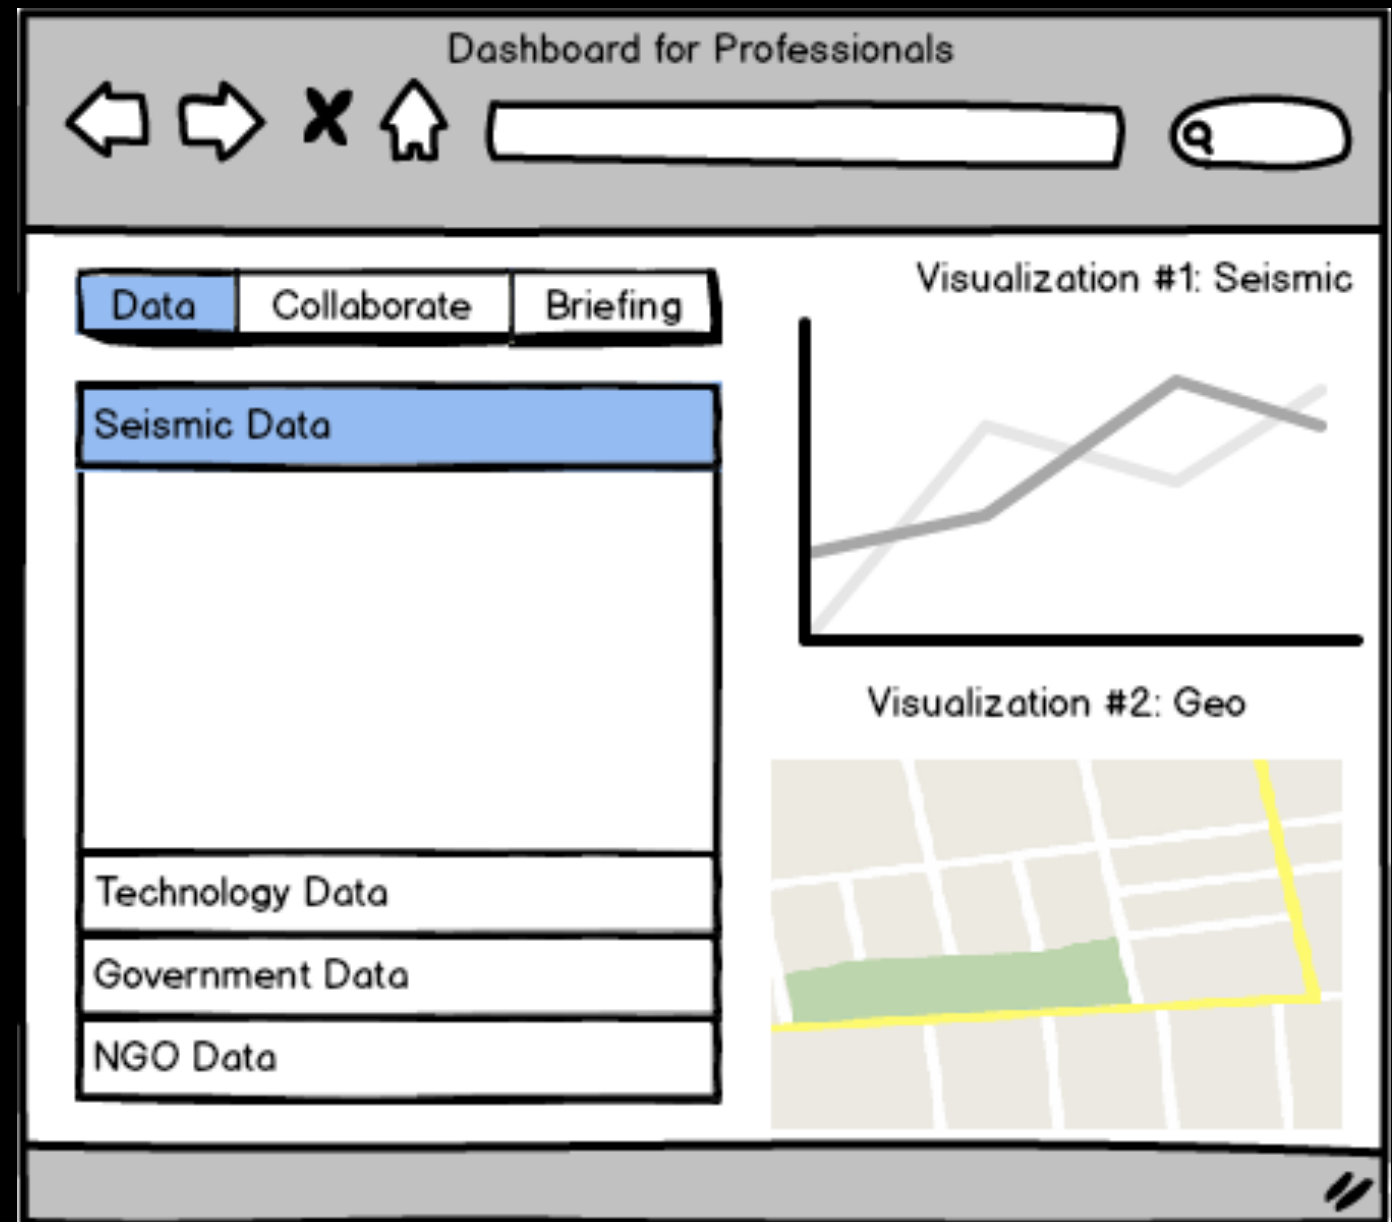 Dashboard for Professionals
Data Collaborate Briefing
Seismic Data
Technology Data
Government Data
NGO Data
Visualization #1: Seismic
Visualization #2: Geo